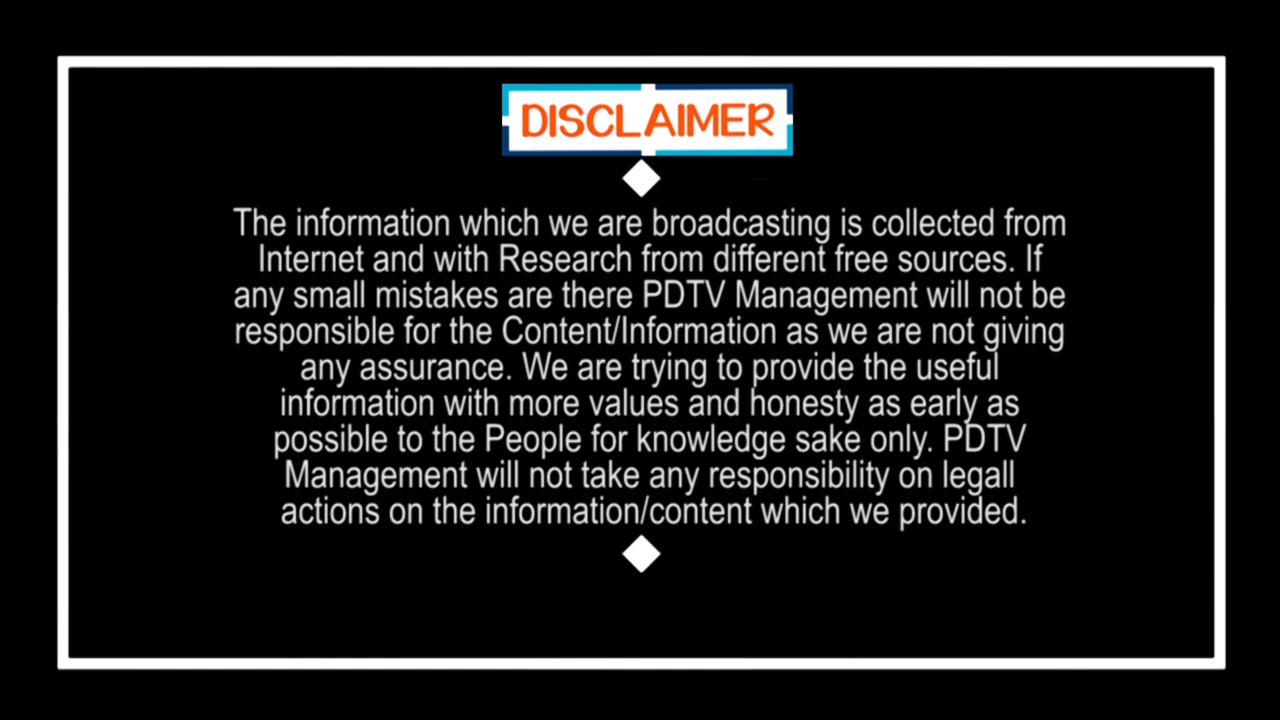 DISCLAIMER
The information which we are broadcasting is collected from
Internet and with Research from different free sources. If
any small mistakes are there PDTV Management will not be
responsible for the Content/Information as we are not giving
any assurance. We are trying to provide the useful
information with more values and honesty as early as
possible to the People for knowledge sake only. PDTV
Management will not take any responsibility on legall
actions on the information/content which we provided.